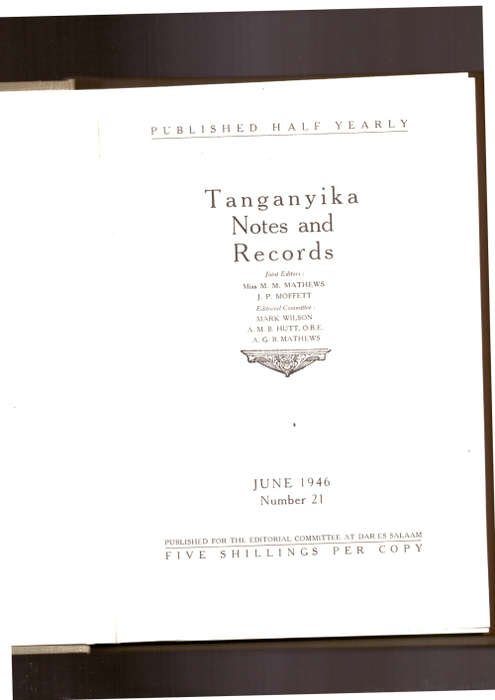 PUBLISHED HALF YEARLY
Tanganyika
Notes and
Records
Joint Editors :
Miss M. M. MATHEWS
J. P. MOFFETT
Editorial Committee :
MARK WILSON
A. M. B. HUTT, O.B.E.
A. G. B. MATHEWS
JUNE 1946
Number 21
PUBLISHED FOR THE EDITORIAL COMMITTEE AT DAR ES SALAAM
FIVE SHILLINGS PER COPY